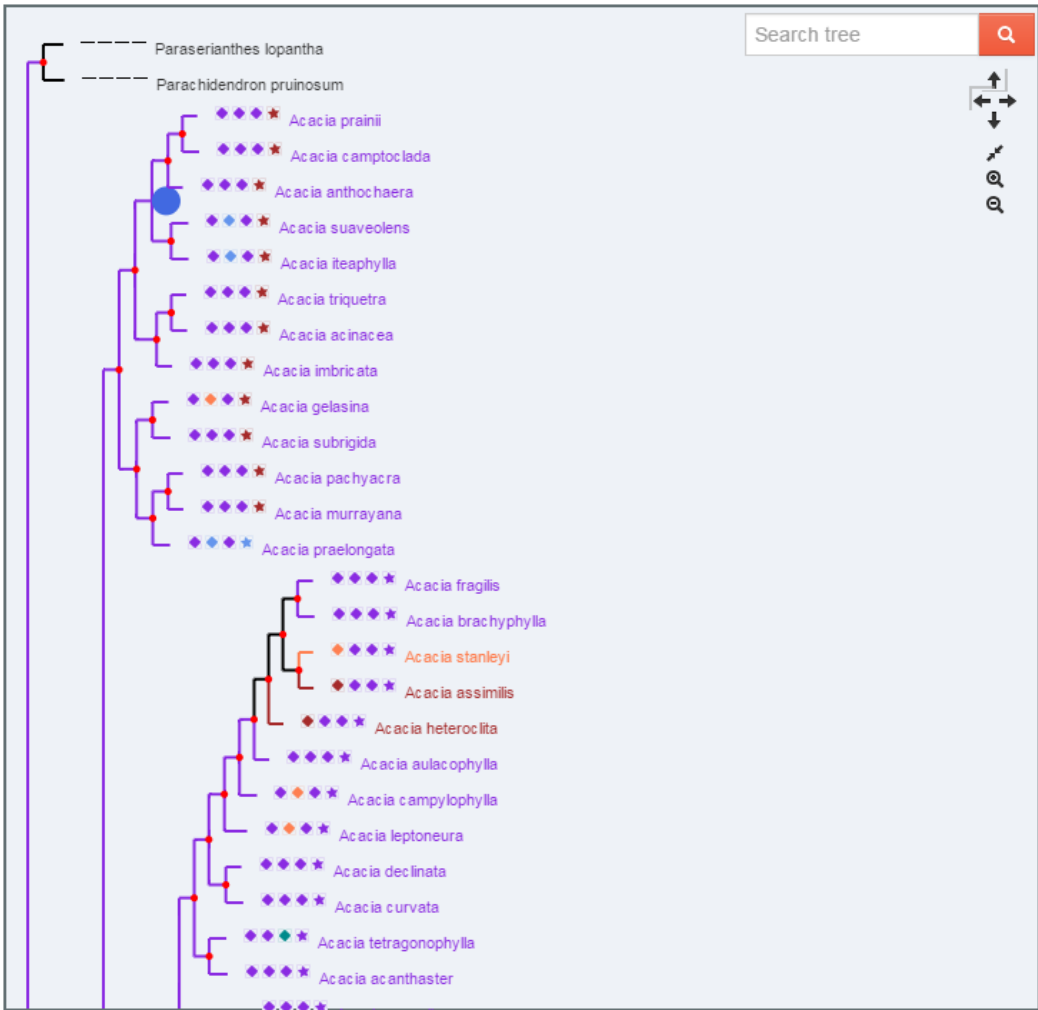 Search tree
Paraserianthes lopantha
Parachidendron pruinosum
Acacia prainii
Acacia camptoclada
Acacia anthochaera
Acacia suaveolens
Acacia iteaphylla
Acacia triquetra
Acacia acinacea
Acacia imbricata
Acacia gelasina
Acacia subrigida
Acacia pachyacra
Acacia murrayana
Acacia praelongata
Acacia fragilis
Acacia brachyphylla
Acacia stanleyi
Acacia assimilis
Acacia heteroclita
Acacia aulacophylla
Acacia campylophylla
Acacia leptoneura
Acacia declinata
Acacia curvata
Acacia tetragonophylla
Acacia acanthaster